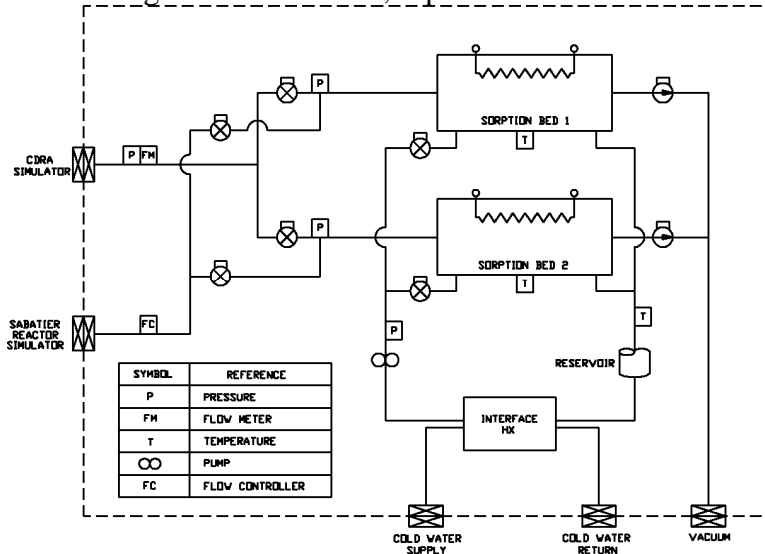 P
SORPTION BED 1
T
P FM
CDRA
SIMULATOR
P
SORPTION BED 2
T
T
FC
SABATIER
REACTOR
SIMULATOR
P
RESERVOIR
SYMBOL REFERENCE
P PRESSURE
FM FLOW METER
T TEMPERATURE
PUMP
FC FLOW CONTROLLER
INTERFACE
HX
COLD WATER
SUPPLY
COLD WATER
RETURN
VACUUM